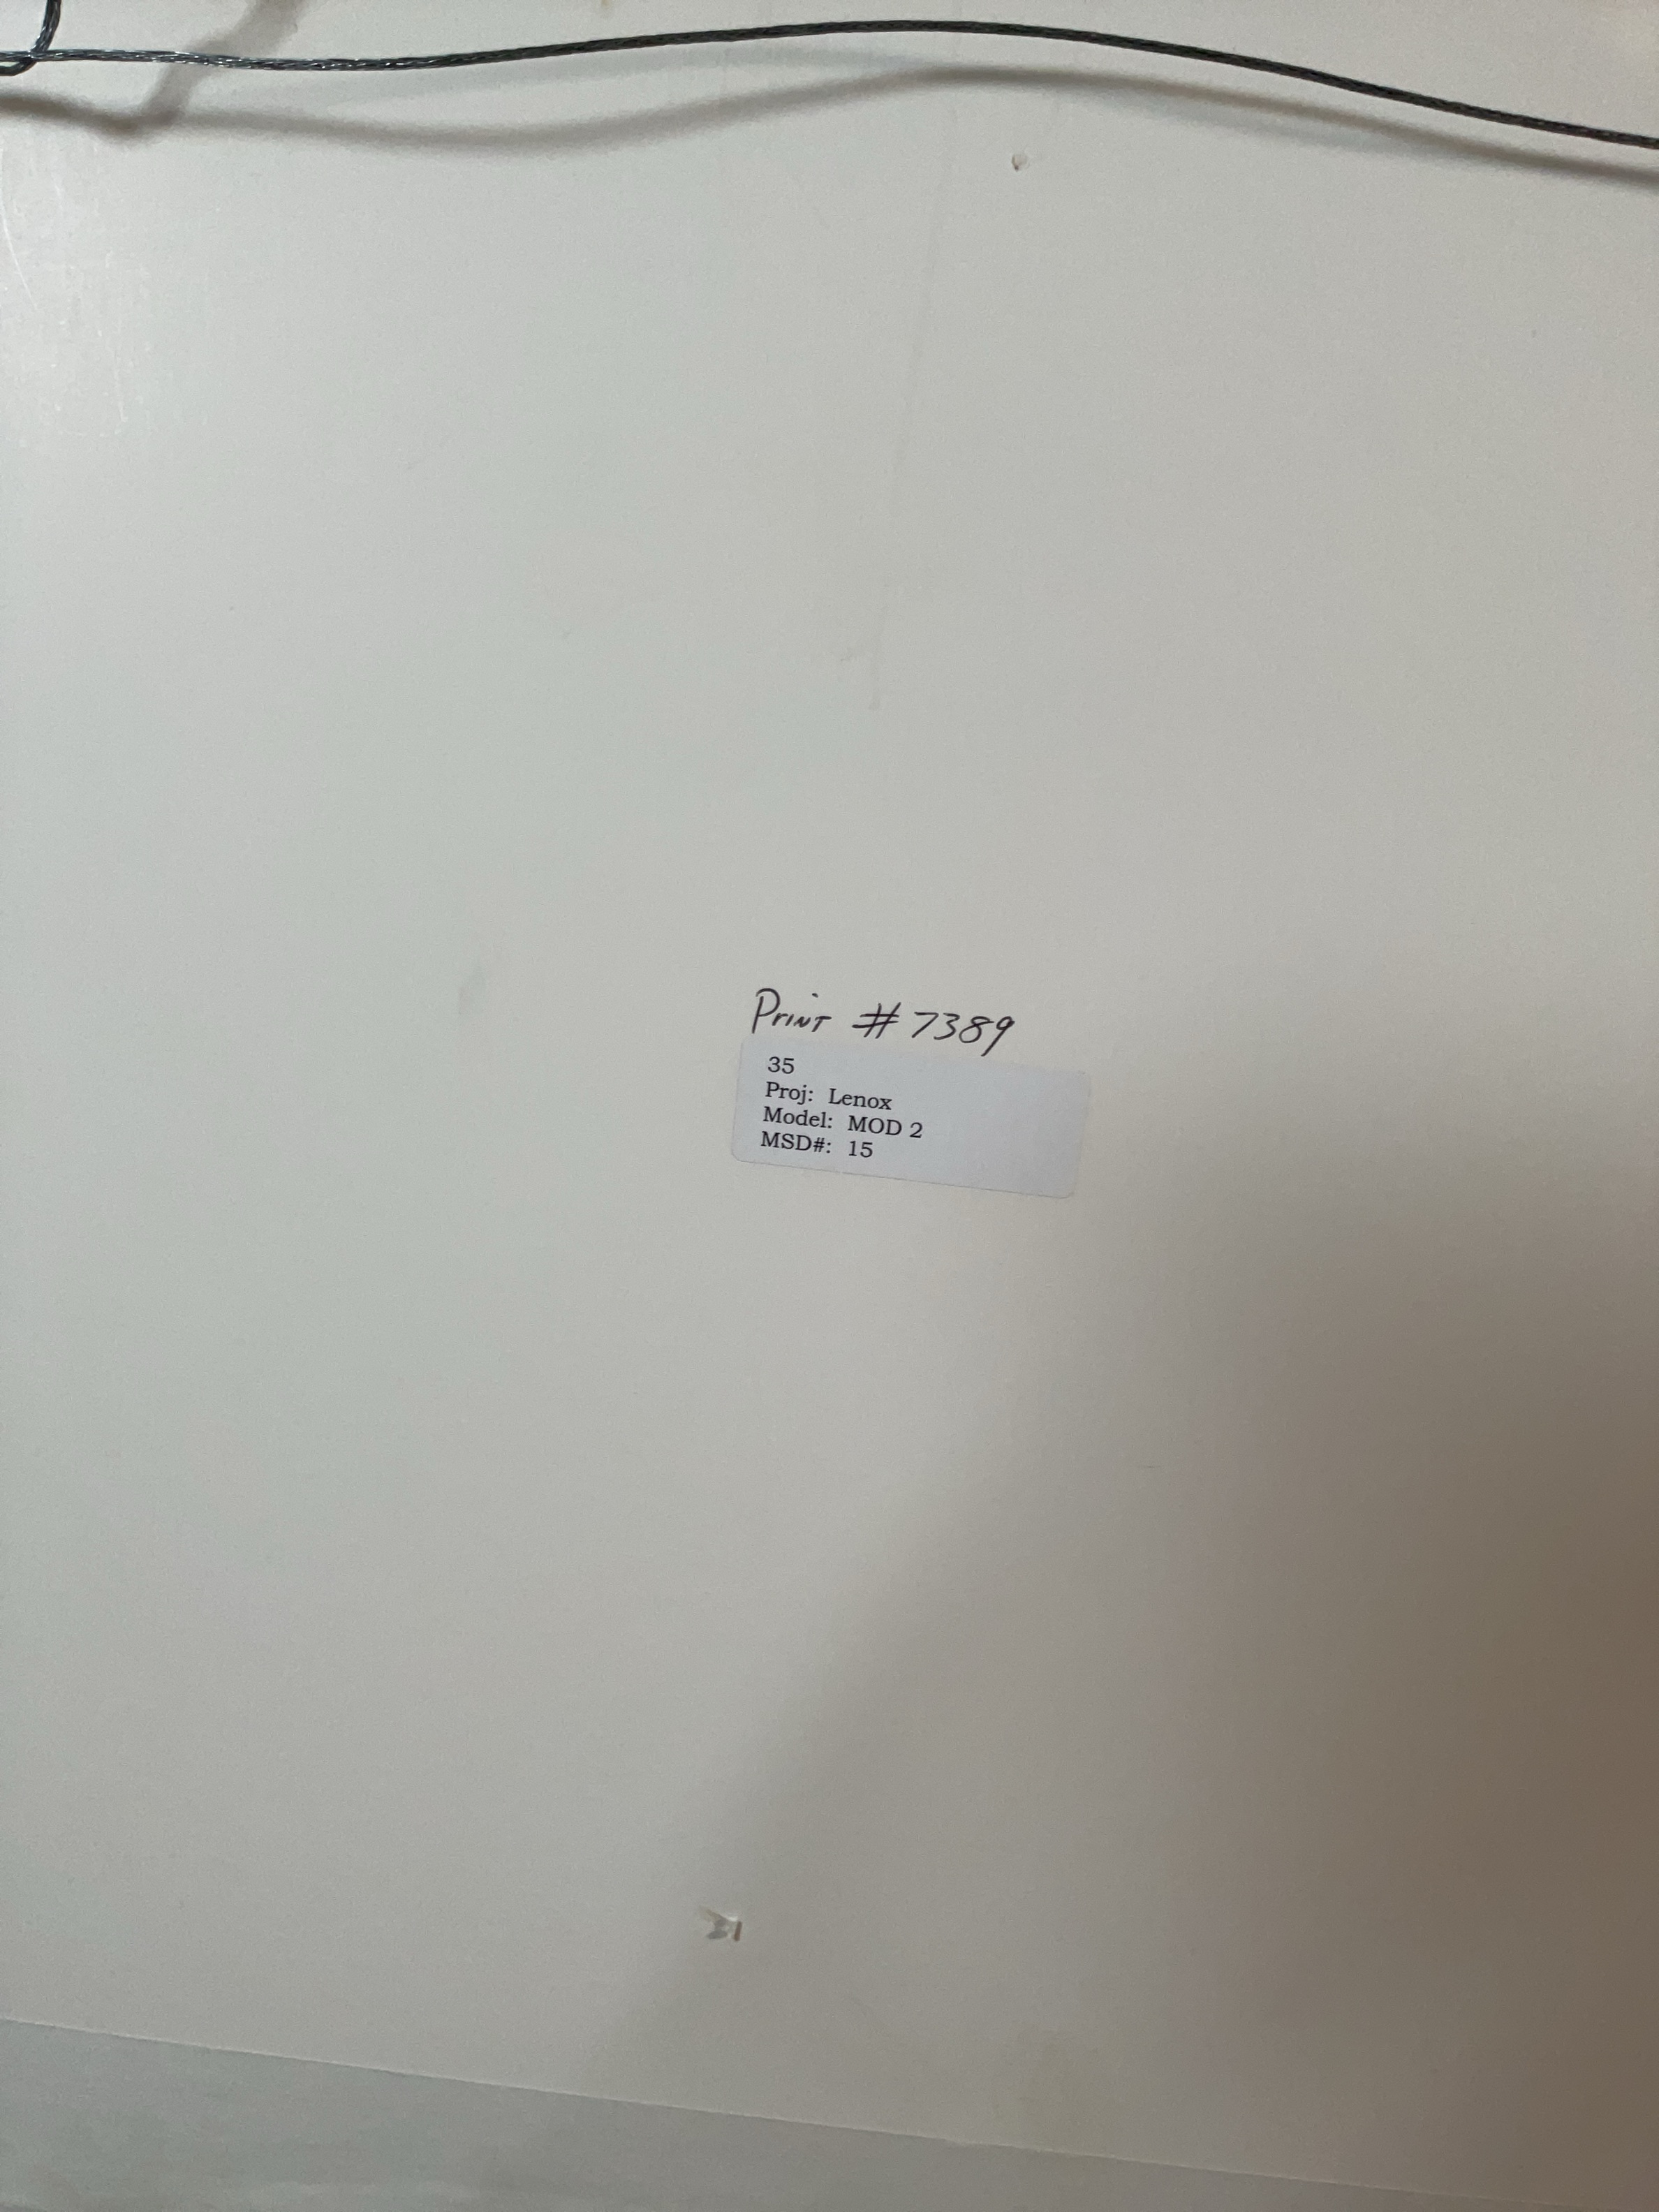 Print #7389
35
Proj: Lenox
Model: MOD 2
MSD#: 15